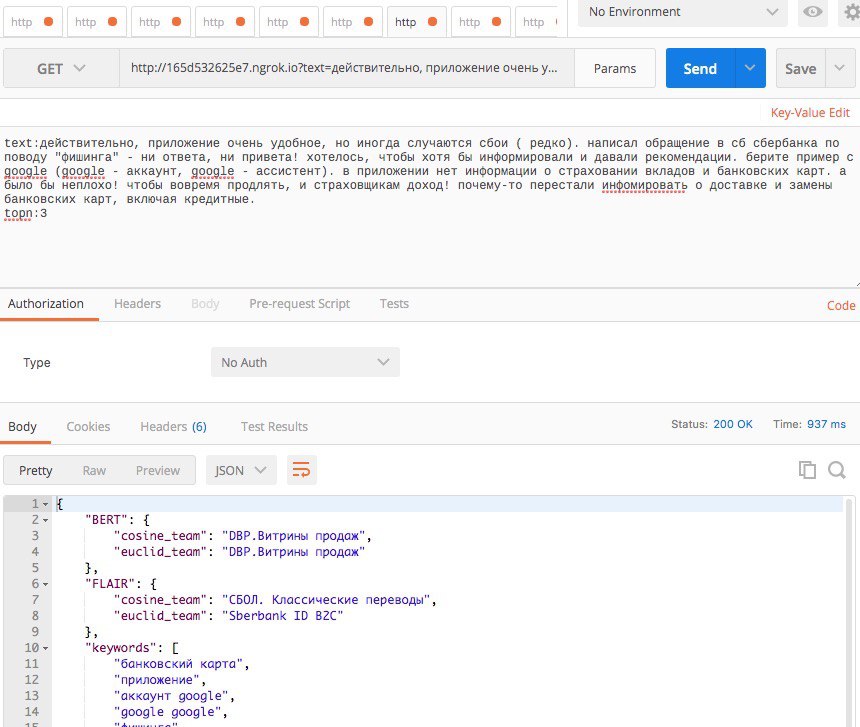 http http http http http http http http http No Environment
GET http://165d532625e7.ngrok.io?text=действительно, приложение очень у... Params Send Save
Key-Value Edit
text:действительно, приложение очень удобное, но иногда случаются сбои ( редко). написал обращение в сб сбербанка по
поводу "фишинга" - ни ответа, ни привета! хотелось, чтобы хотя бы информировали и давали рекомендации. берите пример с
google (google - аккаунт, google - ассистент). в приложении нет информации о страховании вкладов и банковских карт. а
было бы неплохо! чтобы вовремя продлять, и страховщикам доход! почему-то перестали инфомировать о доставке и замены
банковских карт, включая кредитные.
topn:3
Authorization Headers Body Pre-request Script Tests Code
Type No Auth
Body Cookies Headers (6) Test Results Status: 200 OK Time: 937 ms
Pretty Raw Preview JSON
1 {
2 "BERT": {
3 "cosine_team": "DBP.Витрины продаж",
4 "euclid_team": "DBP.Витрины продаж"
5 },
6 "FLAIR": {
7 "cosine_team": "СБОЛ. Классические переводы",
8 "euclid_team": "Sberbank ID B2C"
9 },
10 "keywords": [
11 "банковский карта",
12 "приложение",
13 "аккаунт google",
14 "google google",